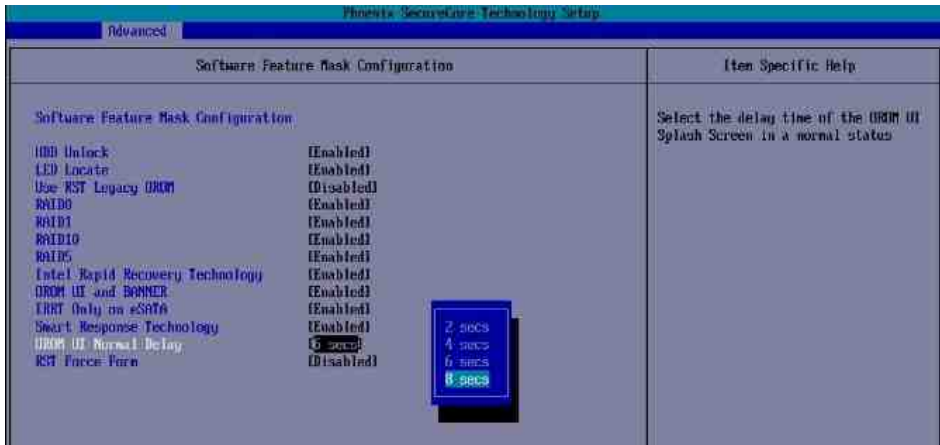 Phoenix SecureCore Technology Setup
Advanced
Software Feature Mask Configuration
Item Specific Help
Software Feature Mask Configuration
Select the delay time of the OROM UI
Splash Screen in a normal status
HDD Unlock [Enabled]
LED Locate [Enabled]
Use RST Legacy OROM [Disabled]
RAID0 [Enabled]
RAID1 [Enabled]
RAID10 [Enabled]
RAID5 [Enabled]
Intel Rapid Recovery Technology [Enabled]
OROM UI and BANNER [Enabled]
IRRT Only on eSATA [Enabled]
Smart Response Technology [Enabled]
OROM UI Normal Delay [6 secs]
RST Force Form [Disabled]
2 secs
4 secs
6 secs
8 secs